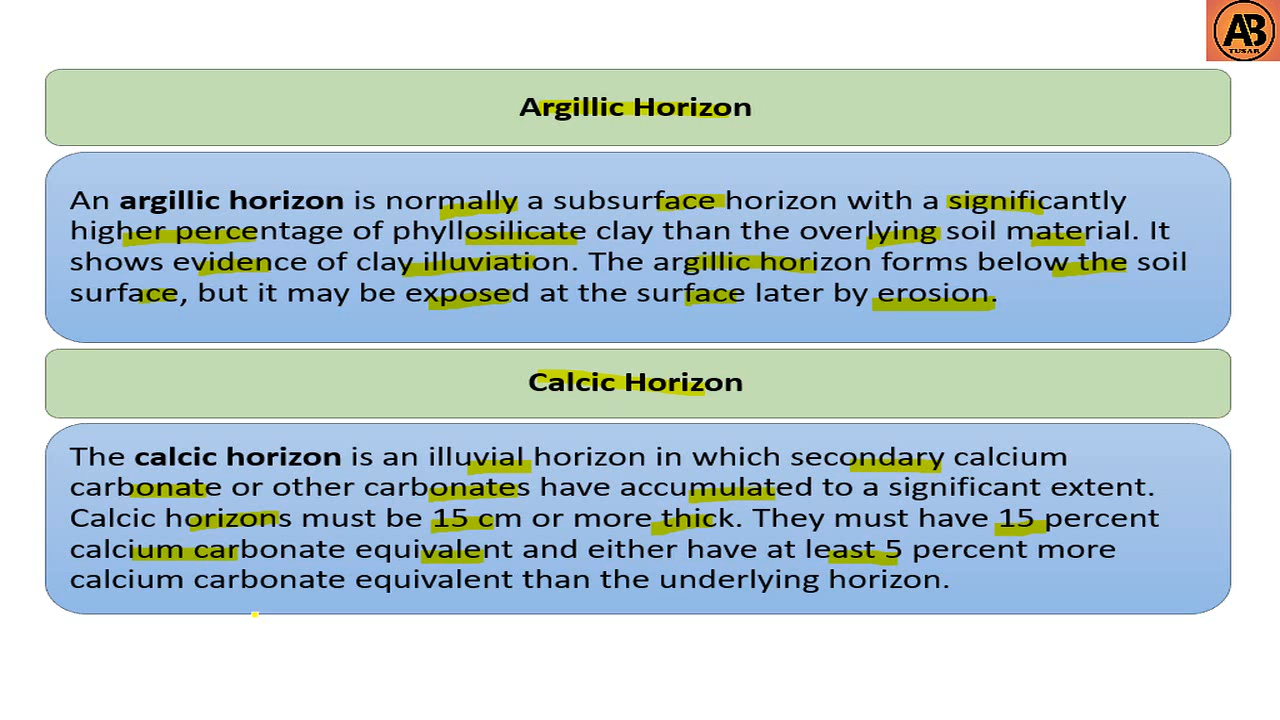 AB
TUSAR
Argillic Horizon
An argillic horizon is normally a subsurface horizon with a significantly
higher percentage of phyllosilicate clay than the overlying soil material. It
shows evidence of clay illuviation. The argillic horizon forms below the soil
surface, but it may be exposed at the surface later by erosion.
Calcic Horizon
The calcic horizon is an illuvial horizon in which secondary calcium
carbonate or other carbonates have accumulated to a significant extent.
Calcic horizons must be 15 cm or more thick. They must have 15 percent
calcium carbonate equivalent and either have at least 5 percent more
calcium carbonate equivalent than the underlying horizon.